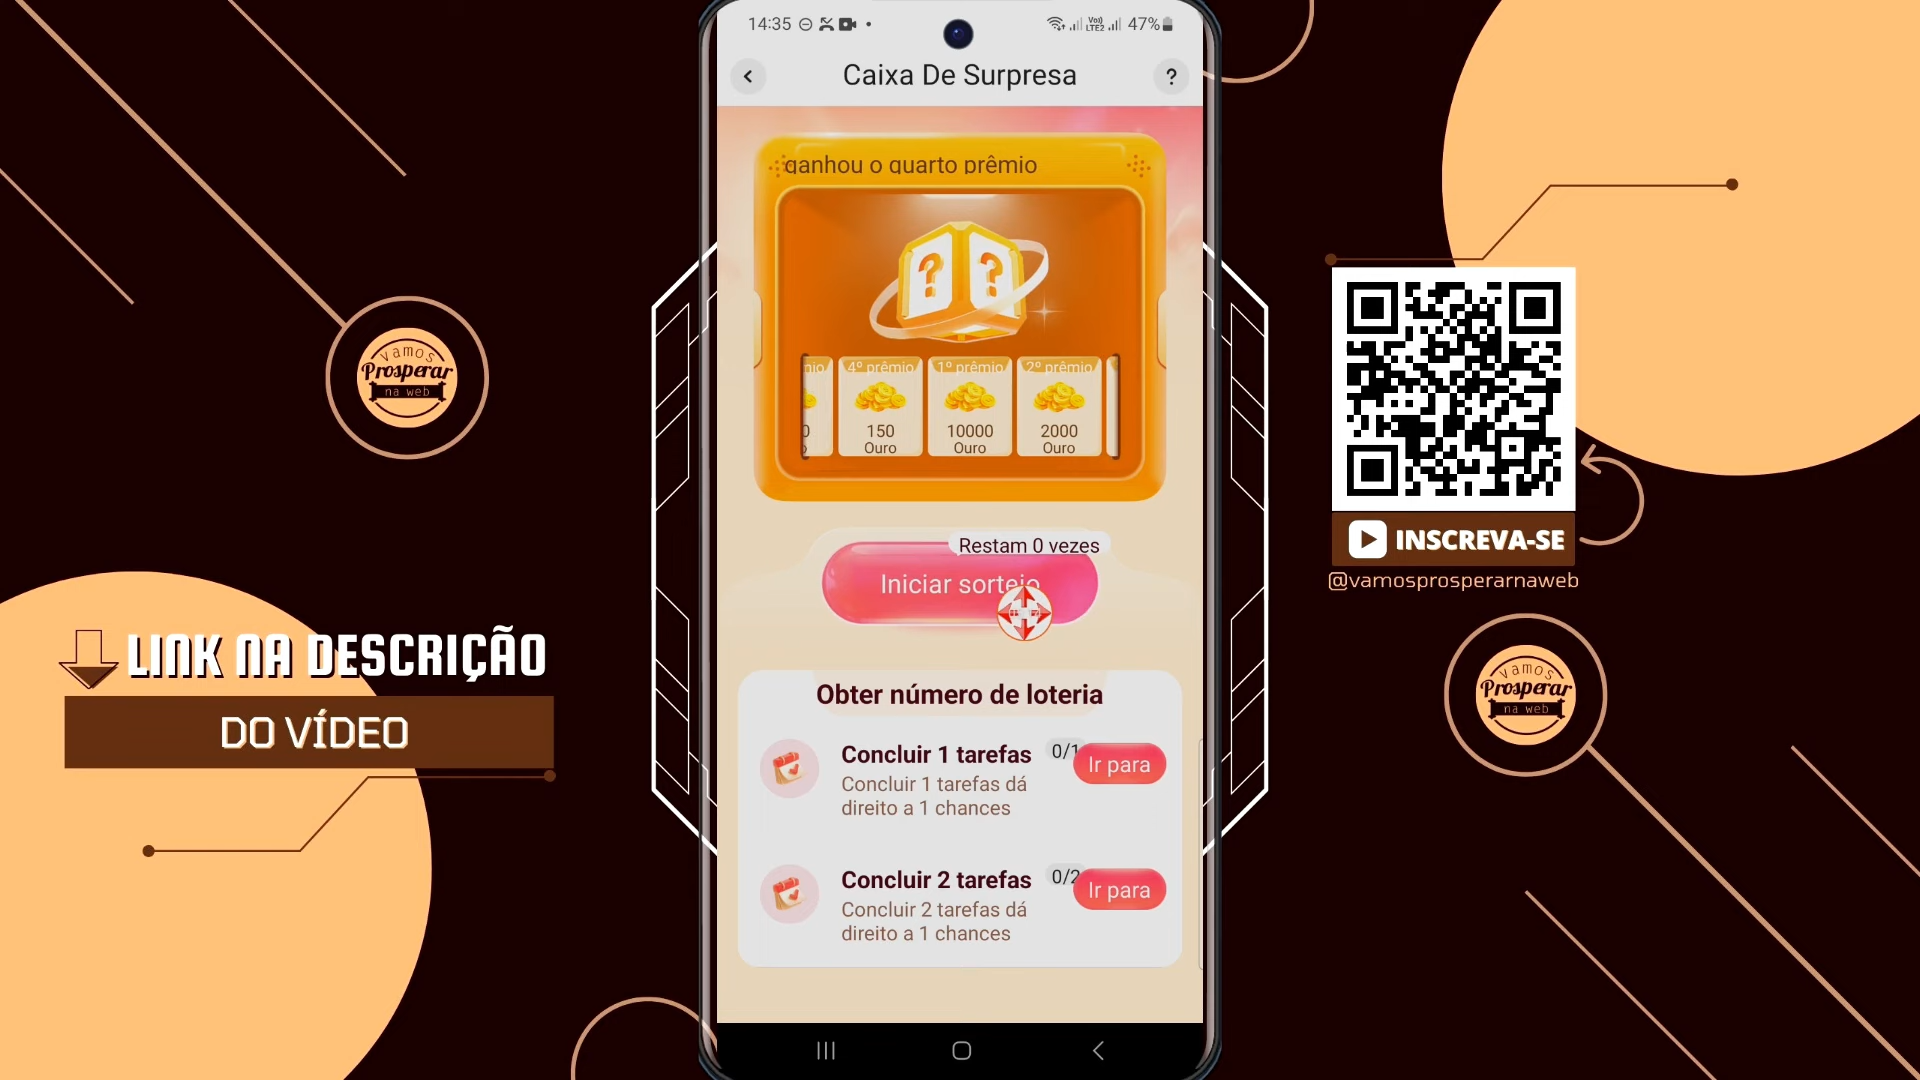 14:35
Voy LTE2
47%
Caixa De Surpresa
?
ganhou o quarto prêmio
? ?
4º prêmio
1º prêmio
2º prêmio
150
10000
2000
Ouro
Ouro
Ouro
Restam 0 vezes
Iniciar sorteio
Obter número de loteria
Concluir 1 tarefas
0/1
Ir para
Concluir 1 tarefas dá
direito a 1 chances
Concluir 2 tarefas
0/2
Ir para
Concluir 2 tarefas dá
direito a 1 chances
vamos
Prosperar
na web
LINK NA DESCRIÇÃO
DO VÍDEO
INSCREVA-SE
@vamosprosperarnaweb
vamos
Prosperar
na web